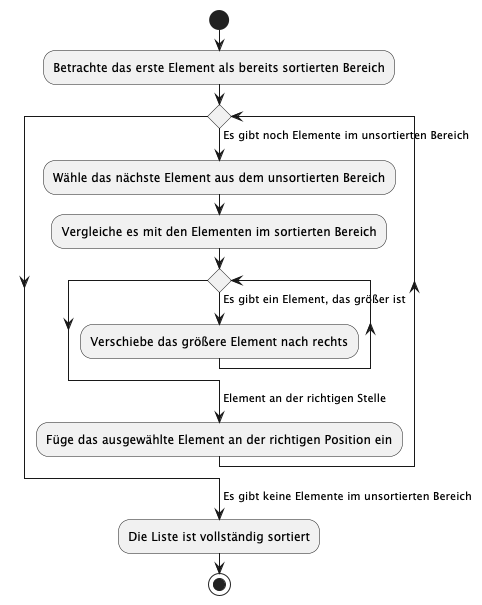 Betrachte das erste Element als bereits sortierten Bereich
Es gibt noch Elemente im unsortierten Bereich
Wähle das nächste Element aus dem unsortierten Bereich
Vergleiche es mit den Elementen im sortierten Bereich
Es gibt ein Element, das größer ist
Verschiebe das größere Element nach rechts
Element an der richtigen Stelle
Füge das ausgewählte Element an der richtigen Position ein
Es gibt keine Elemente im unsortierten Bereich
Die Liste ist vollständig sortiert